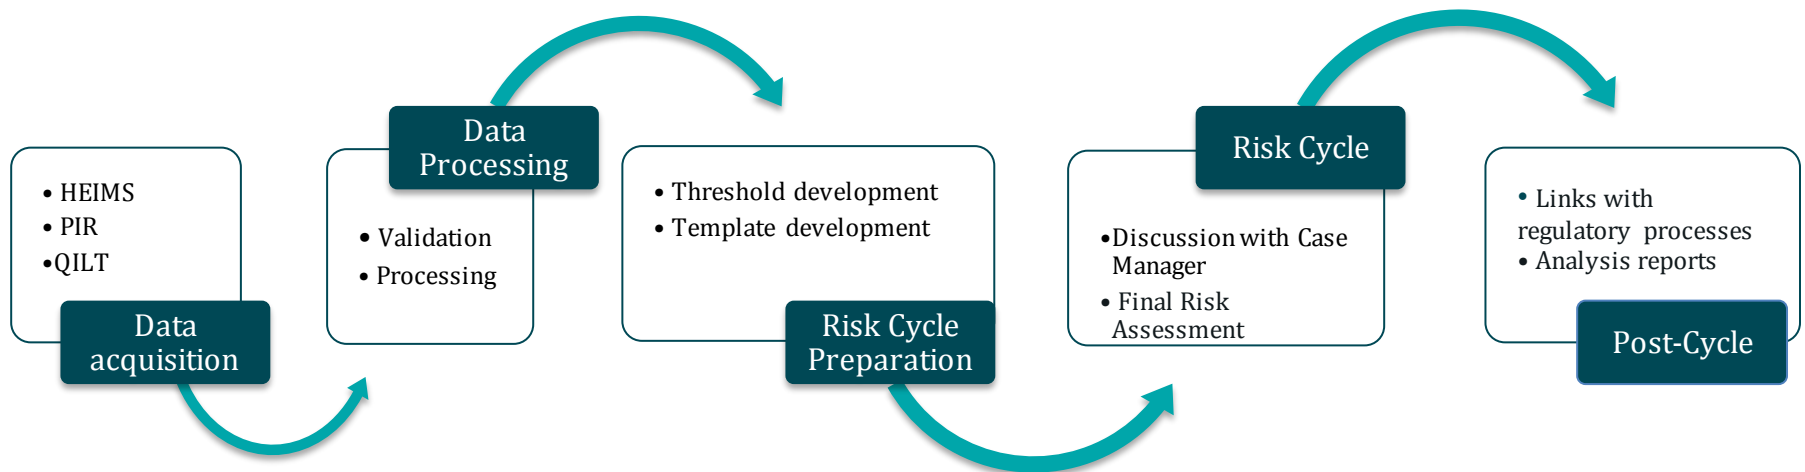 • HEIMS
• PIR
•QILT
Data
acquisition
Data
Processing
• Validation
• Processing
• Threshold development
• Template development
Risk Cycle
Preparation
Risk Cycle
•Discussion with Case
Manager
• Final Risk
Assessment
• Links with
regulatory processes
• Analysis reports
Post-Cycle